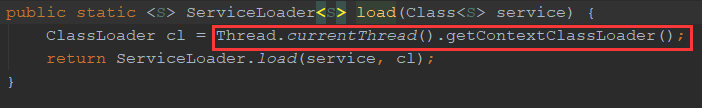 public static <S> ServiceLoader<S> load(Class<S> service) {
ClassLoader cl = Thread.currentThread().getContextClassLoader();
return ServiceLoader.load(service, cl);
}